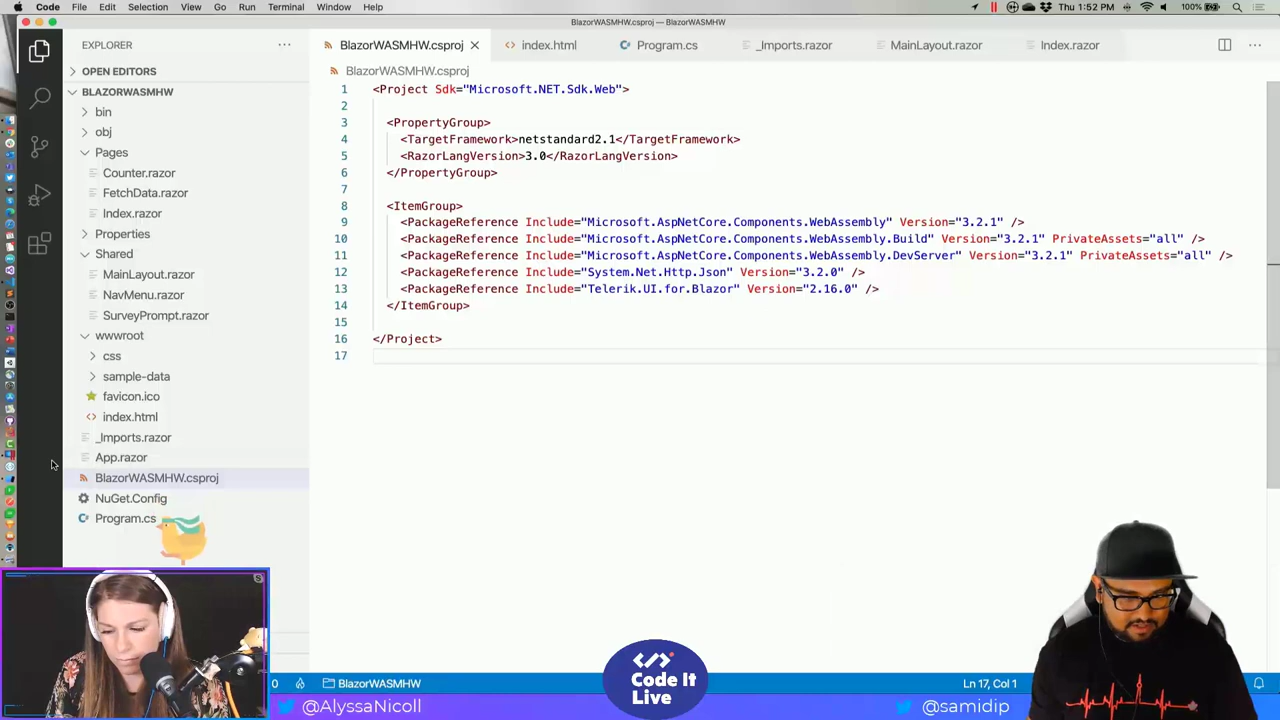 Code File Edit Selection View Go Run Terminal Window Help
Thu 1:52 PM 100%
BlazorWASMHW.csproj — BlazorWASMHW
EXPLORER
OPEN EDITORS
BLAZORWASMHW
bin
obj
Pages
Counter.razor
FetchData.razor
Index.razor
Properties
Shared
MainLayout.razor
NavMenu.razor
SurveyPrompt.razor
wwwroot
css
sample-data
favicon.ico
index.html
_Imports.razor
App.razor
BlazorWASMHW.csproj
NuGet.Config
Program.cs
BlazorWASMHW.csproj index.html Program.cs _Imports.razor MainLayout.razor Index.razor
BlazorWASMHW.csproj
1 <Project Sdk="Microsoft.NET.Sdk.Web">
2
3 <PropertyGroup>
4 <TargetFramework>netstandard2.1</TargetFramework>
5 <RazorLangVersion>3.0</RazorLangVersion>
6 </PropertyGroup>
7
8 <ItemGroup>
9 <PackageReference Include="Microsoft.AspNetCore.Components.WebAssembly" Version="3.2.1" />
10 <PackageReference Include="Microsoft.AspNetCore.Components.WebAssembly.Build" Version="3.2.1" PrivateAssets="all" />
11 <PackageReference Include="Microsoft.AspNetCore.Components.WebAssembly.DevServer" Version="3.2.1" PrivateAssets="all" />
12 <PackageReference Include="System.Net.Http.Json" Version="3.2.0" />
13 <PackageReference Include="Telerik.UI.for.Blazor" Version="2.16.0" />
14 </ItemGroup>
15
16 </Project>
17
0 BlazorWASMHW
Ln 17, Col 1
Code It
Live
@AlyssaNicoll
@samidip